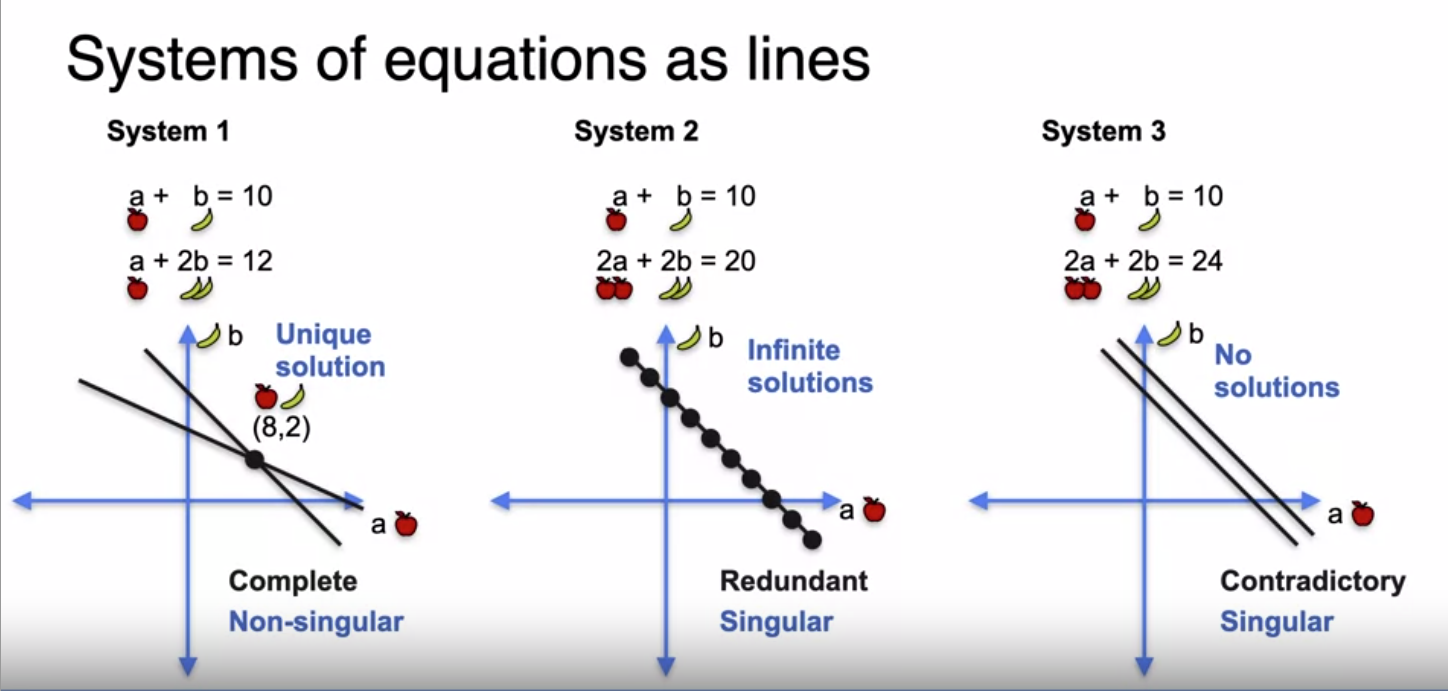 Systems of equations as lines
System 1
a + b = 10
a + 2b = 12
b
Unique
solution
(8,2)
a
Complete
Non-singular
System 2
a + b = 10
2a + 2b = 20
b
Infinite
solutions
a
Redundant
Singular
System 3
a + b = 10
2a + 2b = 24
b
No
solutions
a
Contradictory
Singular